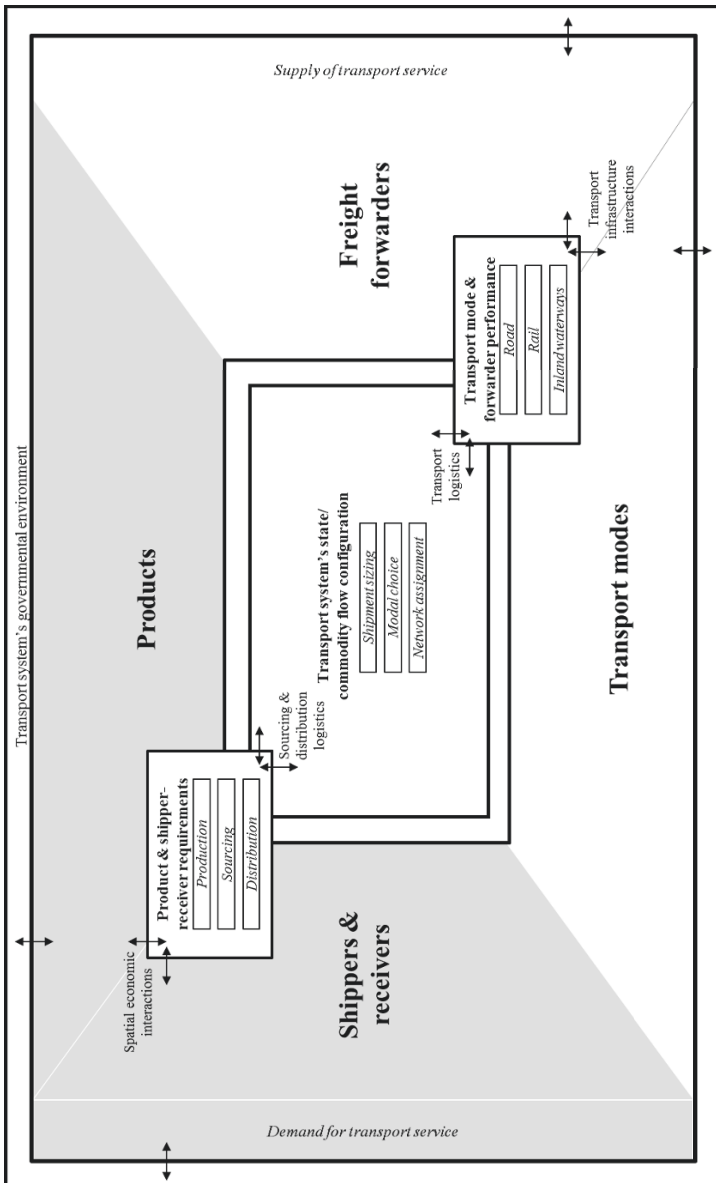 Transport system's governmental environment
Products
Spatial economic
interactions
Product & shipper-
receiver requirements
Production
Sourcing
Distribution
Sourcing &
distribution
logistics
Demand for transport service
Shippers &
receivers
Transport system's state/
commodity flow configuration
Shipment sizing
Modal choice
Network assignment
Freight
forwarders
Supply of transport service
Transport
logistics
Transport mode &
forwarder performance
Road
Rail
Inland waterways
Transport
infrastructure
interactions
Transport modes